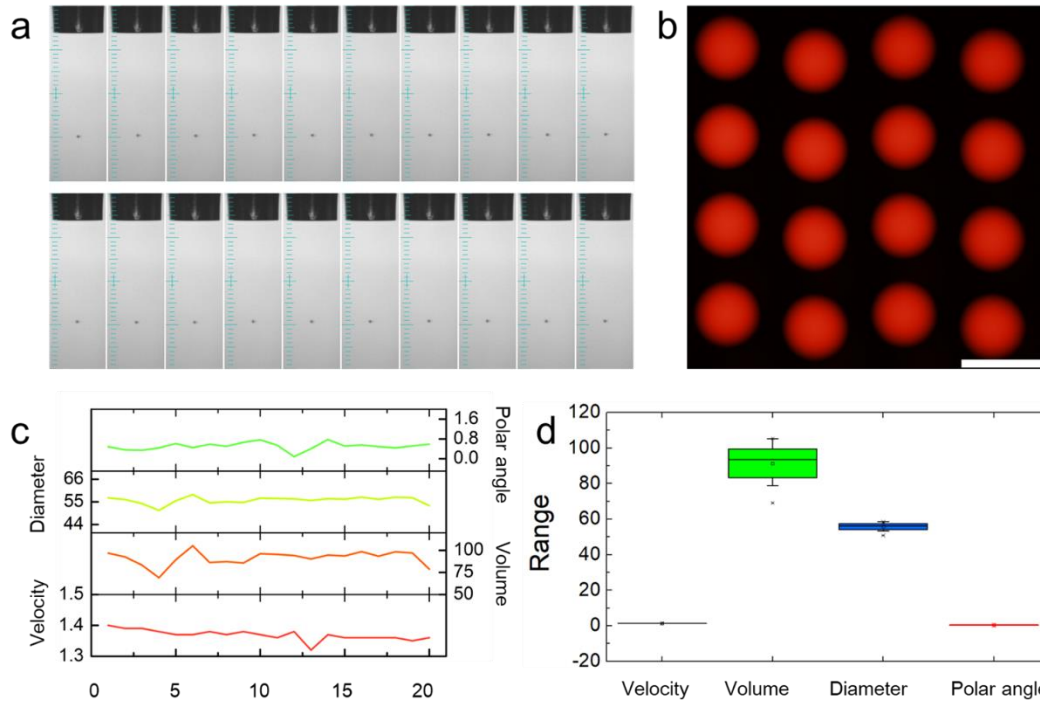 a
b
c
Polar angle
1.6
0.8
0.0
Diameter
66
55
44
Volume
100
75
50
Velocity
1.5
1.4
1.3
0 5 10 15 20
d
Range
120
100
80
60
40
20
0
-20
Velocity Volume Diameter Polar angle